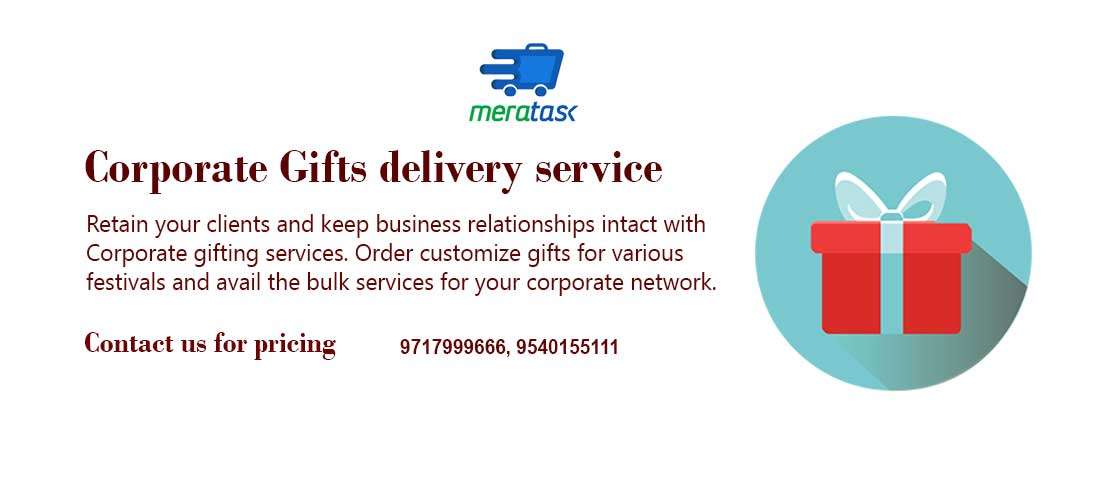 meratask
Corporate Gifts delivery service
Retain your clients and keep business relationships intact with
Corporate gifting services. Order customize gifts for various
festivals and avail the bulk services for your corporate network.
Contact us for pricing 9717999666, 9540155111